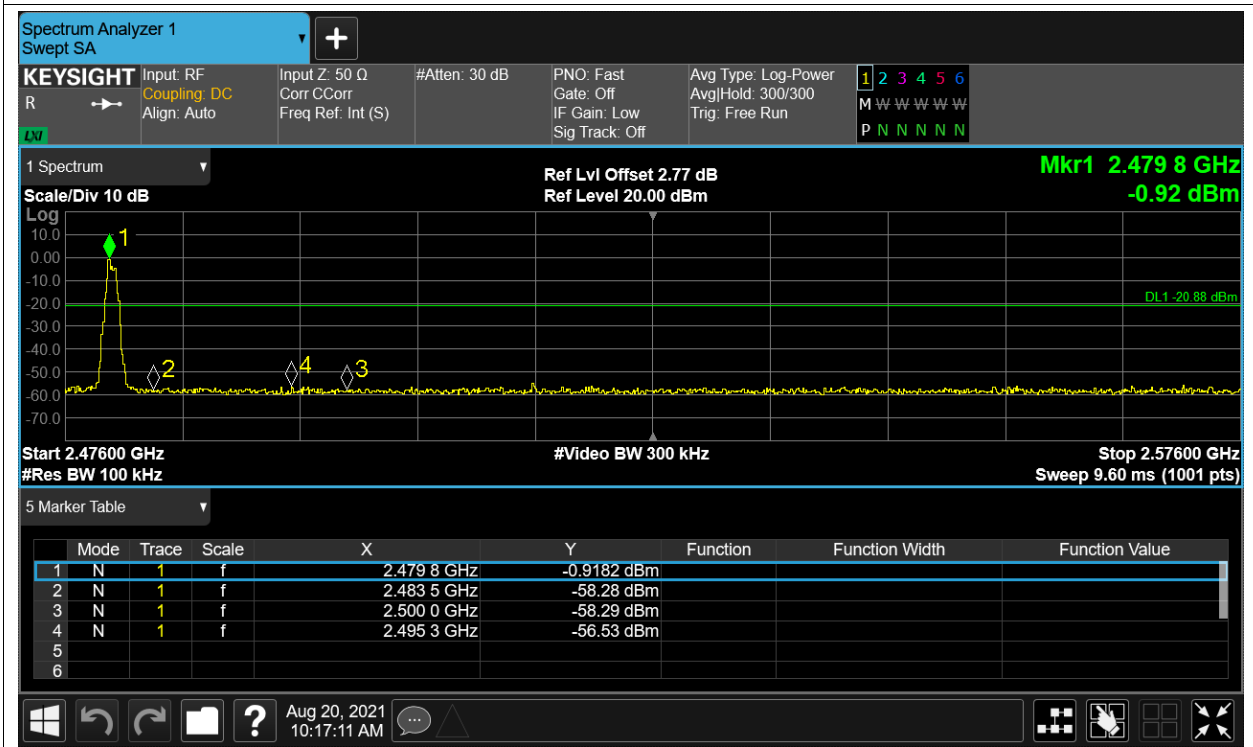 Spectrum Analyzer 1
Swept SA
KEYSIGHT Input: RF Input Z: 50 Ω #Atten: 30 dB PNO: Fast Avg Type: Log-Power 1 2 3 4 5 6
R Coupling: DC Corr CCorr Gate: Off Avg|Hold: 300/300 M W W W W W W
Align: Auto Freq Ref: Int (S) IF Gain: Low Trig: Free Run
LXI Sig Track: Off P N N N N N N
1 Spectrum Ref Lvl Offset 2.77 dB Mkr1 2.479 8 GHz
Scale/Div 10 dB Ref Level 20.00 dBm -0.92 dBm
Log
10.0 1
0.00
-10.0
-20.0 DL1 -20.88 dBm
-30.0
-40.0
-50.0 2 4 3
-60.0
-70.0
Start 2.47600 GHz #Video BW 300 kHz Stop 2.57600 GHz
#Res BW 100 kHz Sweep 9.60 ms (1001 pts)
5 Marker Table
Mode Trace Scale X Y Function Function Width Function Value
1 N 1 f 2.479 8 GHz -0.9182 dBm
2 N 1 f 2.483 5 GHz -58.28 dBm
3 N 1 f 2.500 0 GHz -58.29 dBm
4 N 1 f 2.495 3 GHz -56.53 dBm
5
6
? Aug 20, 2021
10:17:11 AM